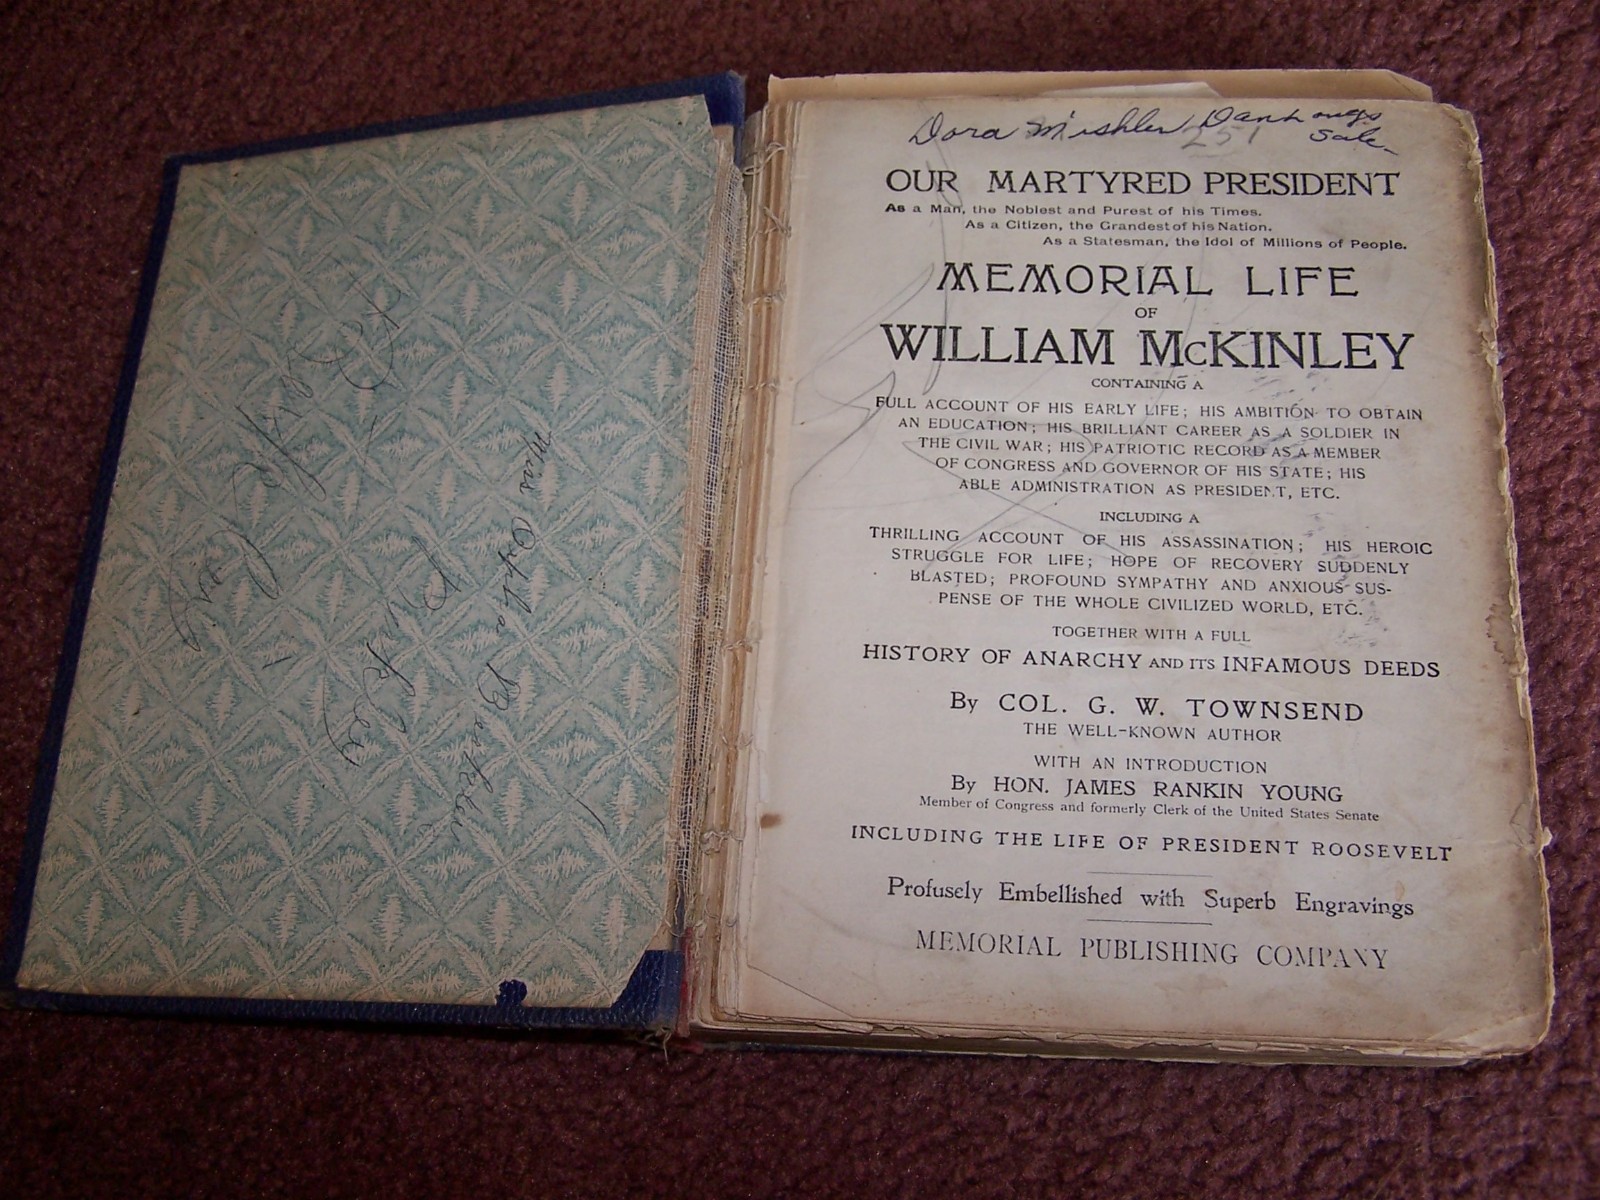 Dora Mishler
251
Sale
OUR MARTYRED PRESIDENT
As a Man, the Noblest and Purest of his Times.
As a Citizen, the Grandest of his Nation.
As a Statesman, the Idol of Millions of People.
MEMORIAL LIFE
OF
WILLIAM McKINLEY
CONTAINING A
FULL ACCOUNT OF HIS EARLY LIFE; HIS AMBITION TO OBTAIN
AN EDUCATION; HIS BRILLIANT CAREER AS A SOLDIER IN
THE CIVIL WAR; HIS PATRIOTIC RECORD AS A MEMBER
OF CONGRESS AND GOVERNOR OF HIS STATE; HIS
ABLE ADMINISTRATION AS PRESIDENT, ETC.
INCLUDING A
THRILLING ACCOUNT OF HIS ASSASSINATION; HIS HEROIC
STRUGGLE FOR LIFE; HOPE OF RECOVERY SUDDENLY
BLASTED; PROFOUND SYMPATHY AND ANXIOUS SUS-
PENSE OF THE WHOLE CIVILIZED WORLD, ETC.
TOGETHER WITH A FULL
HISTORY OF ANARCHY AND ITS INFAMOUS DEEDS
By COL. G. W. TOWNSEND
THE WELL-KNOWN AUTHOR
WITH AN INTRODUCTION
By HON. JAMES RANKIN YOUNG
Member of Congress and formerly Clerk of the United States Senate
INCLUDING THE LIFE OF PRESIDENT ROOSEVELT
Profusely Embellished with Superb Engravings
MEMORIAL PUBLISHING COMPANY